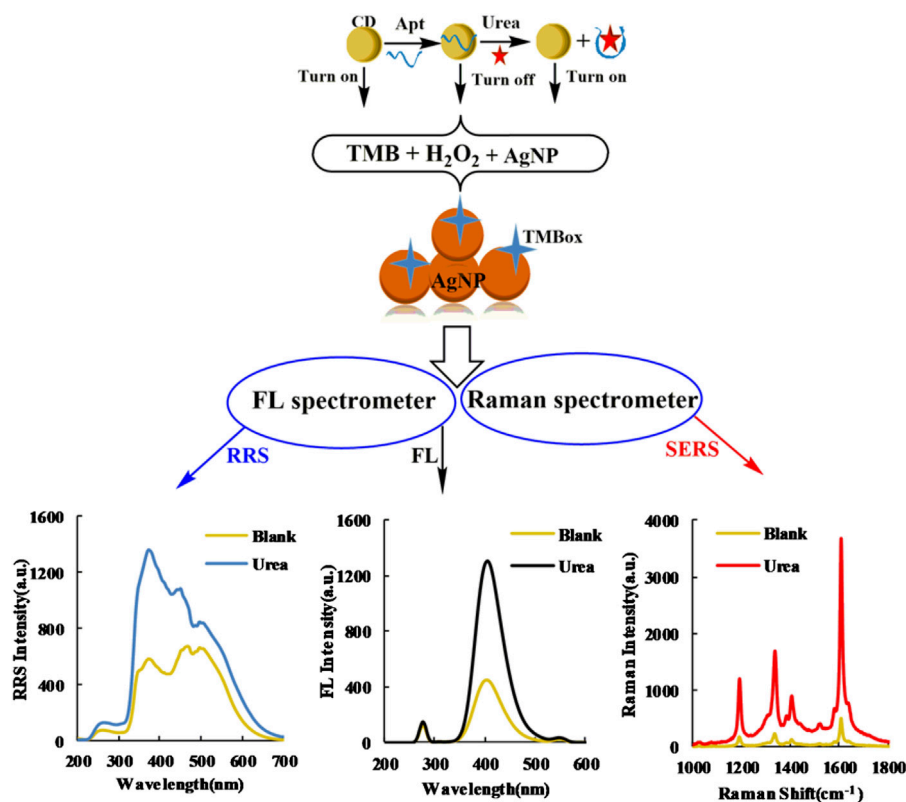 CD Apt Urea
+
Turn on Turn off Turn on
TMB + H₂O₂ + AgNP
TMBox
AgNP
FL spectrometer Raman spectrometer
RRS FL SERS
1600
1200
800
400
0
RRS Intensity(a.u.)
Blank
Urea
200 300 400 500 600 700
Wavelength(nm)
1600
1200
800
400
0
FL Intensity(a.u.)
Blank
Urea
200 300 400 500 600
Wavelength(nm)
4000
3000
2000
1000
0
Raman Intensity(a.u.)
Blank
Urea
1000 1200 1400 1600 1800
Raman Shift(cm⁻¹)